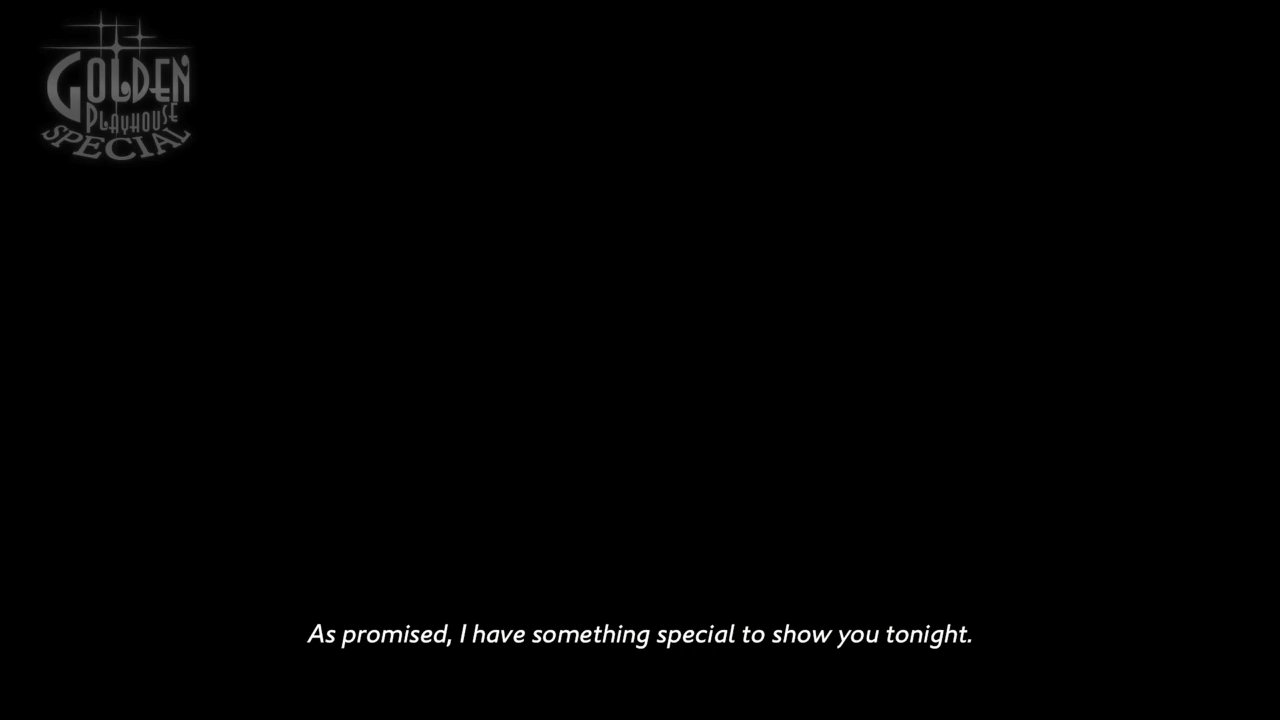 GOLDEN
PLAYHOUSE
SPECIAL
As promised, I have something special to show you tonight.